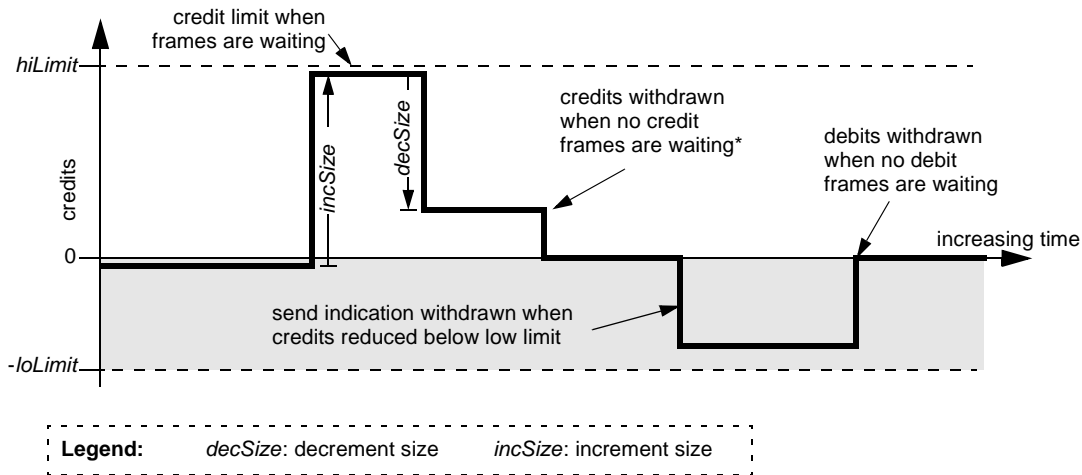 credit limit when
frames are waiting
hiLimit
credits withdrawn
when no credit
frames are waiting*
debits withdrawn
when no debit
frames are waiting
decSize
incSize
credits
increasing time
0
send indication withdrawn when
credits reduced below low limit
-loLimit
Legend: decSize: decrement size incSize: increment size